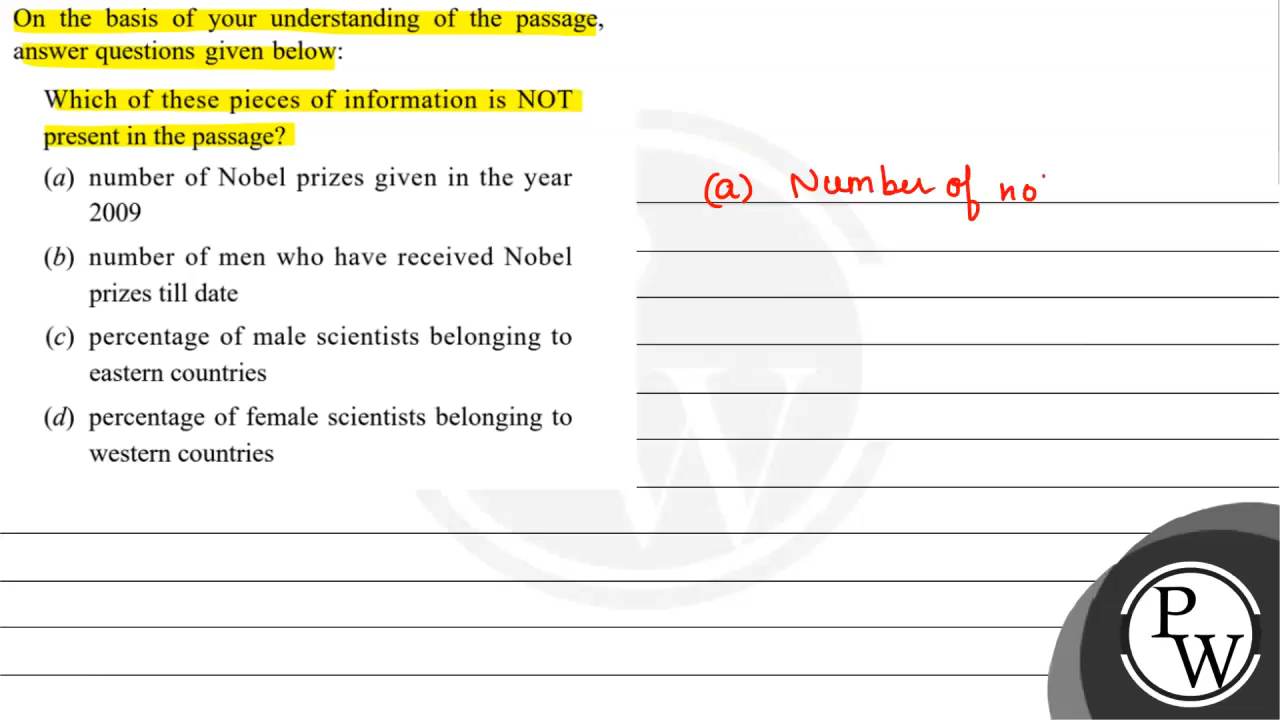 On the basis of your understanding of the passage,
answer questions given below:
Which of these pieces of information is NOT
present in the passage?
(a) number of Nobel prizes given in the year
2009
(b) number of men who have received Nobel
prizes till date
(c) percentage of male scientists belonging to
eastern countries
(d) percentage of female scientists belonging to
western countries
(a) Number of no
PW